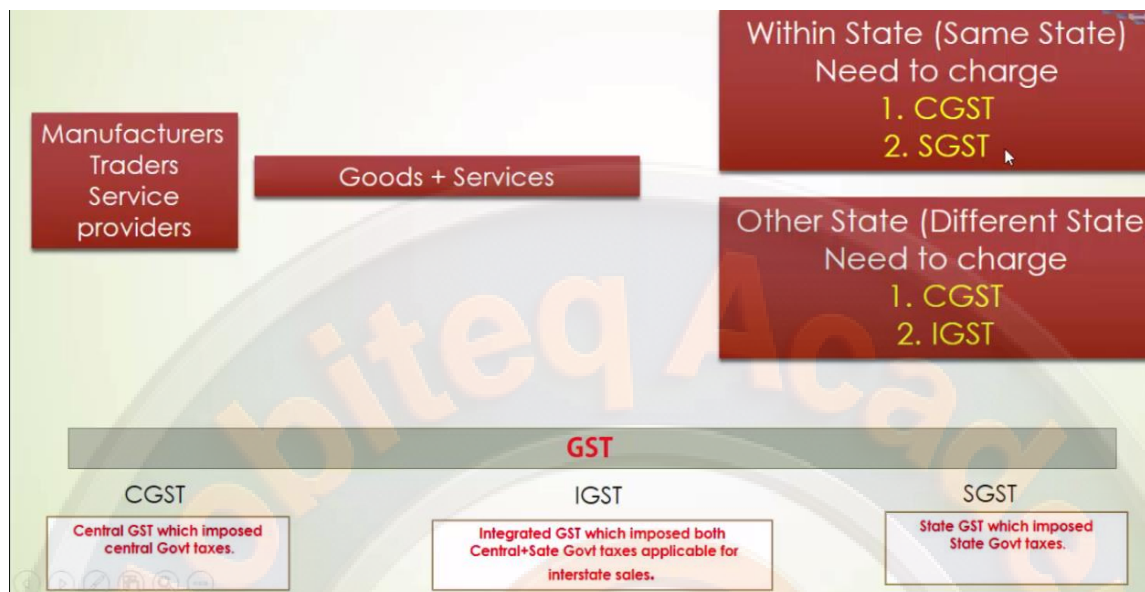 Within State (Same State)
Need to charge
1. CGST
2. SGST
Manufacturers
Traders
Service
providers
Goods + Services
Other State (Different State
Need to charge
1. CGST
2. IGST
GST
CGST
IGST
SGST
Central GST which imposed
central Govt taxes.
Integrated GST which imposed both
Central+Sate Govt taxes applicable for
interstate sales.
State GST which imposed
State Govt taxes.
obiteq Acad